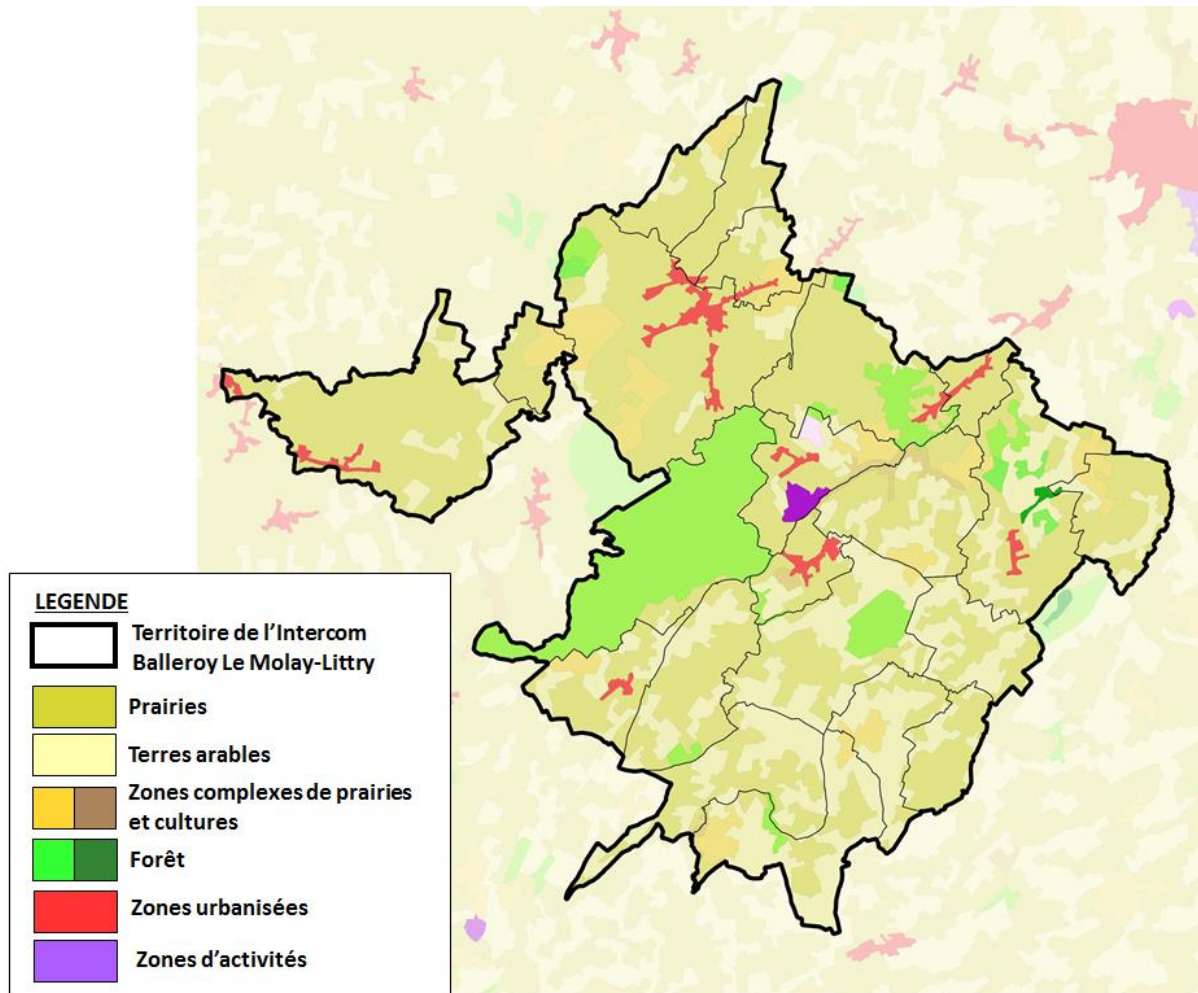 LEGENDE
Territoire de l’Intercom
Balleroy Le Molay-Littry
Prairies
Terres arables
Zones complexes de prairies
et cultures
Forêt
Zones urbanisées
Zones d’activités